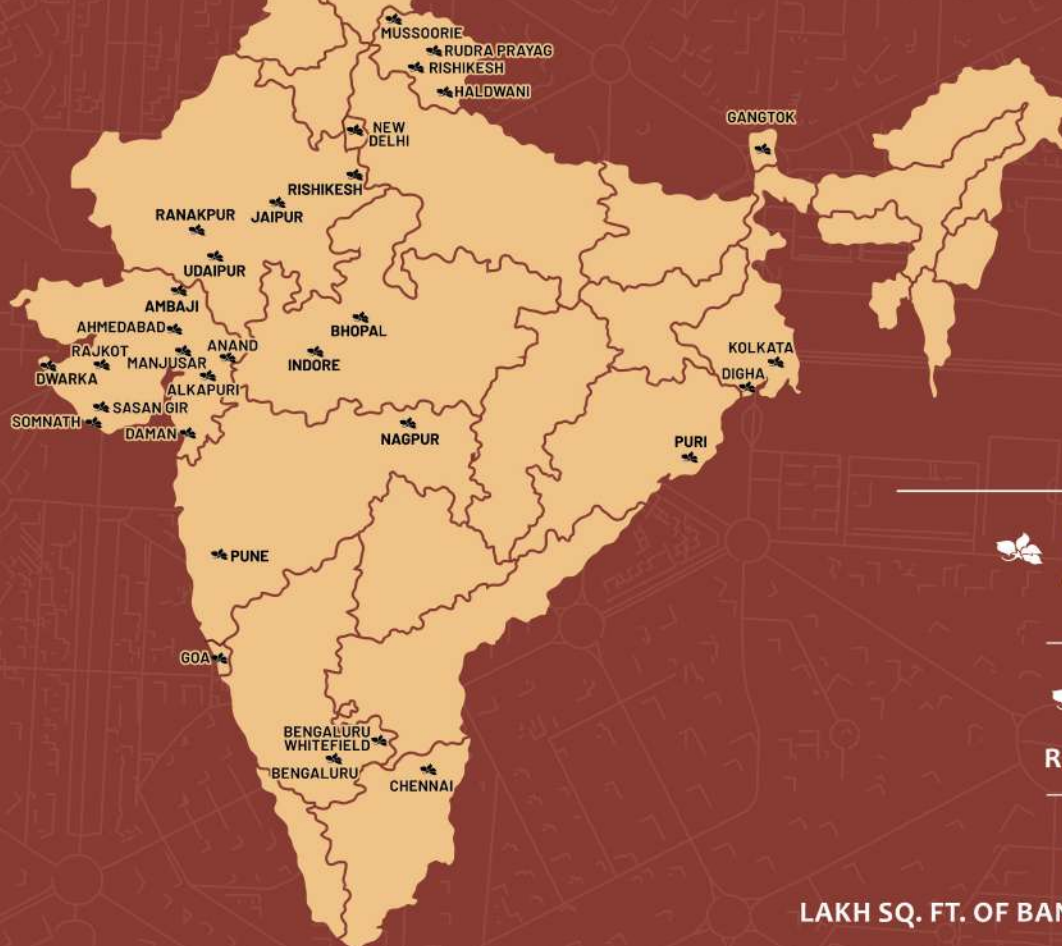 MUSSOORIE
RUDRA PRAYAG
RISHIKESH
HALDWANI
GANGTOK
NEW
DELHI
RISHIKESH
JAIPUR
RANAKPUR
UDAIPUR
AMBAJI
AHMEDABAD
BHOPAL
RAJKOT
ANAND
MANJUSAR
INDORE
KOLKATA
DWARKA
DIGHA
ALKAPURI
SASAN GIR
SOMNATH
DAMAN
NAGPUR
PURI
PUNE
GOA
BENGALURU
WHITEFIELD
BENGALURU
CHENNAI
R
LAKH SQ. FT. OF BAN